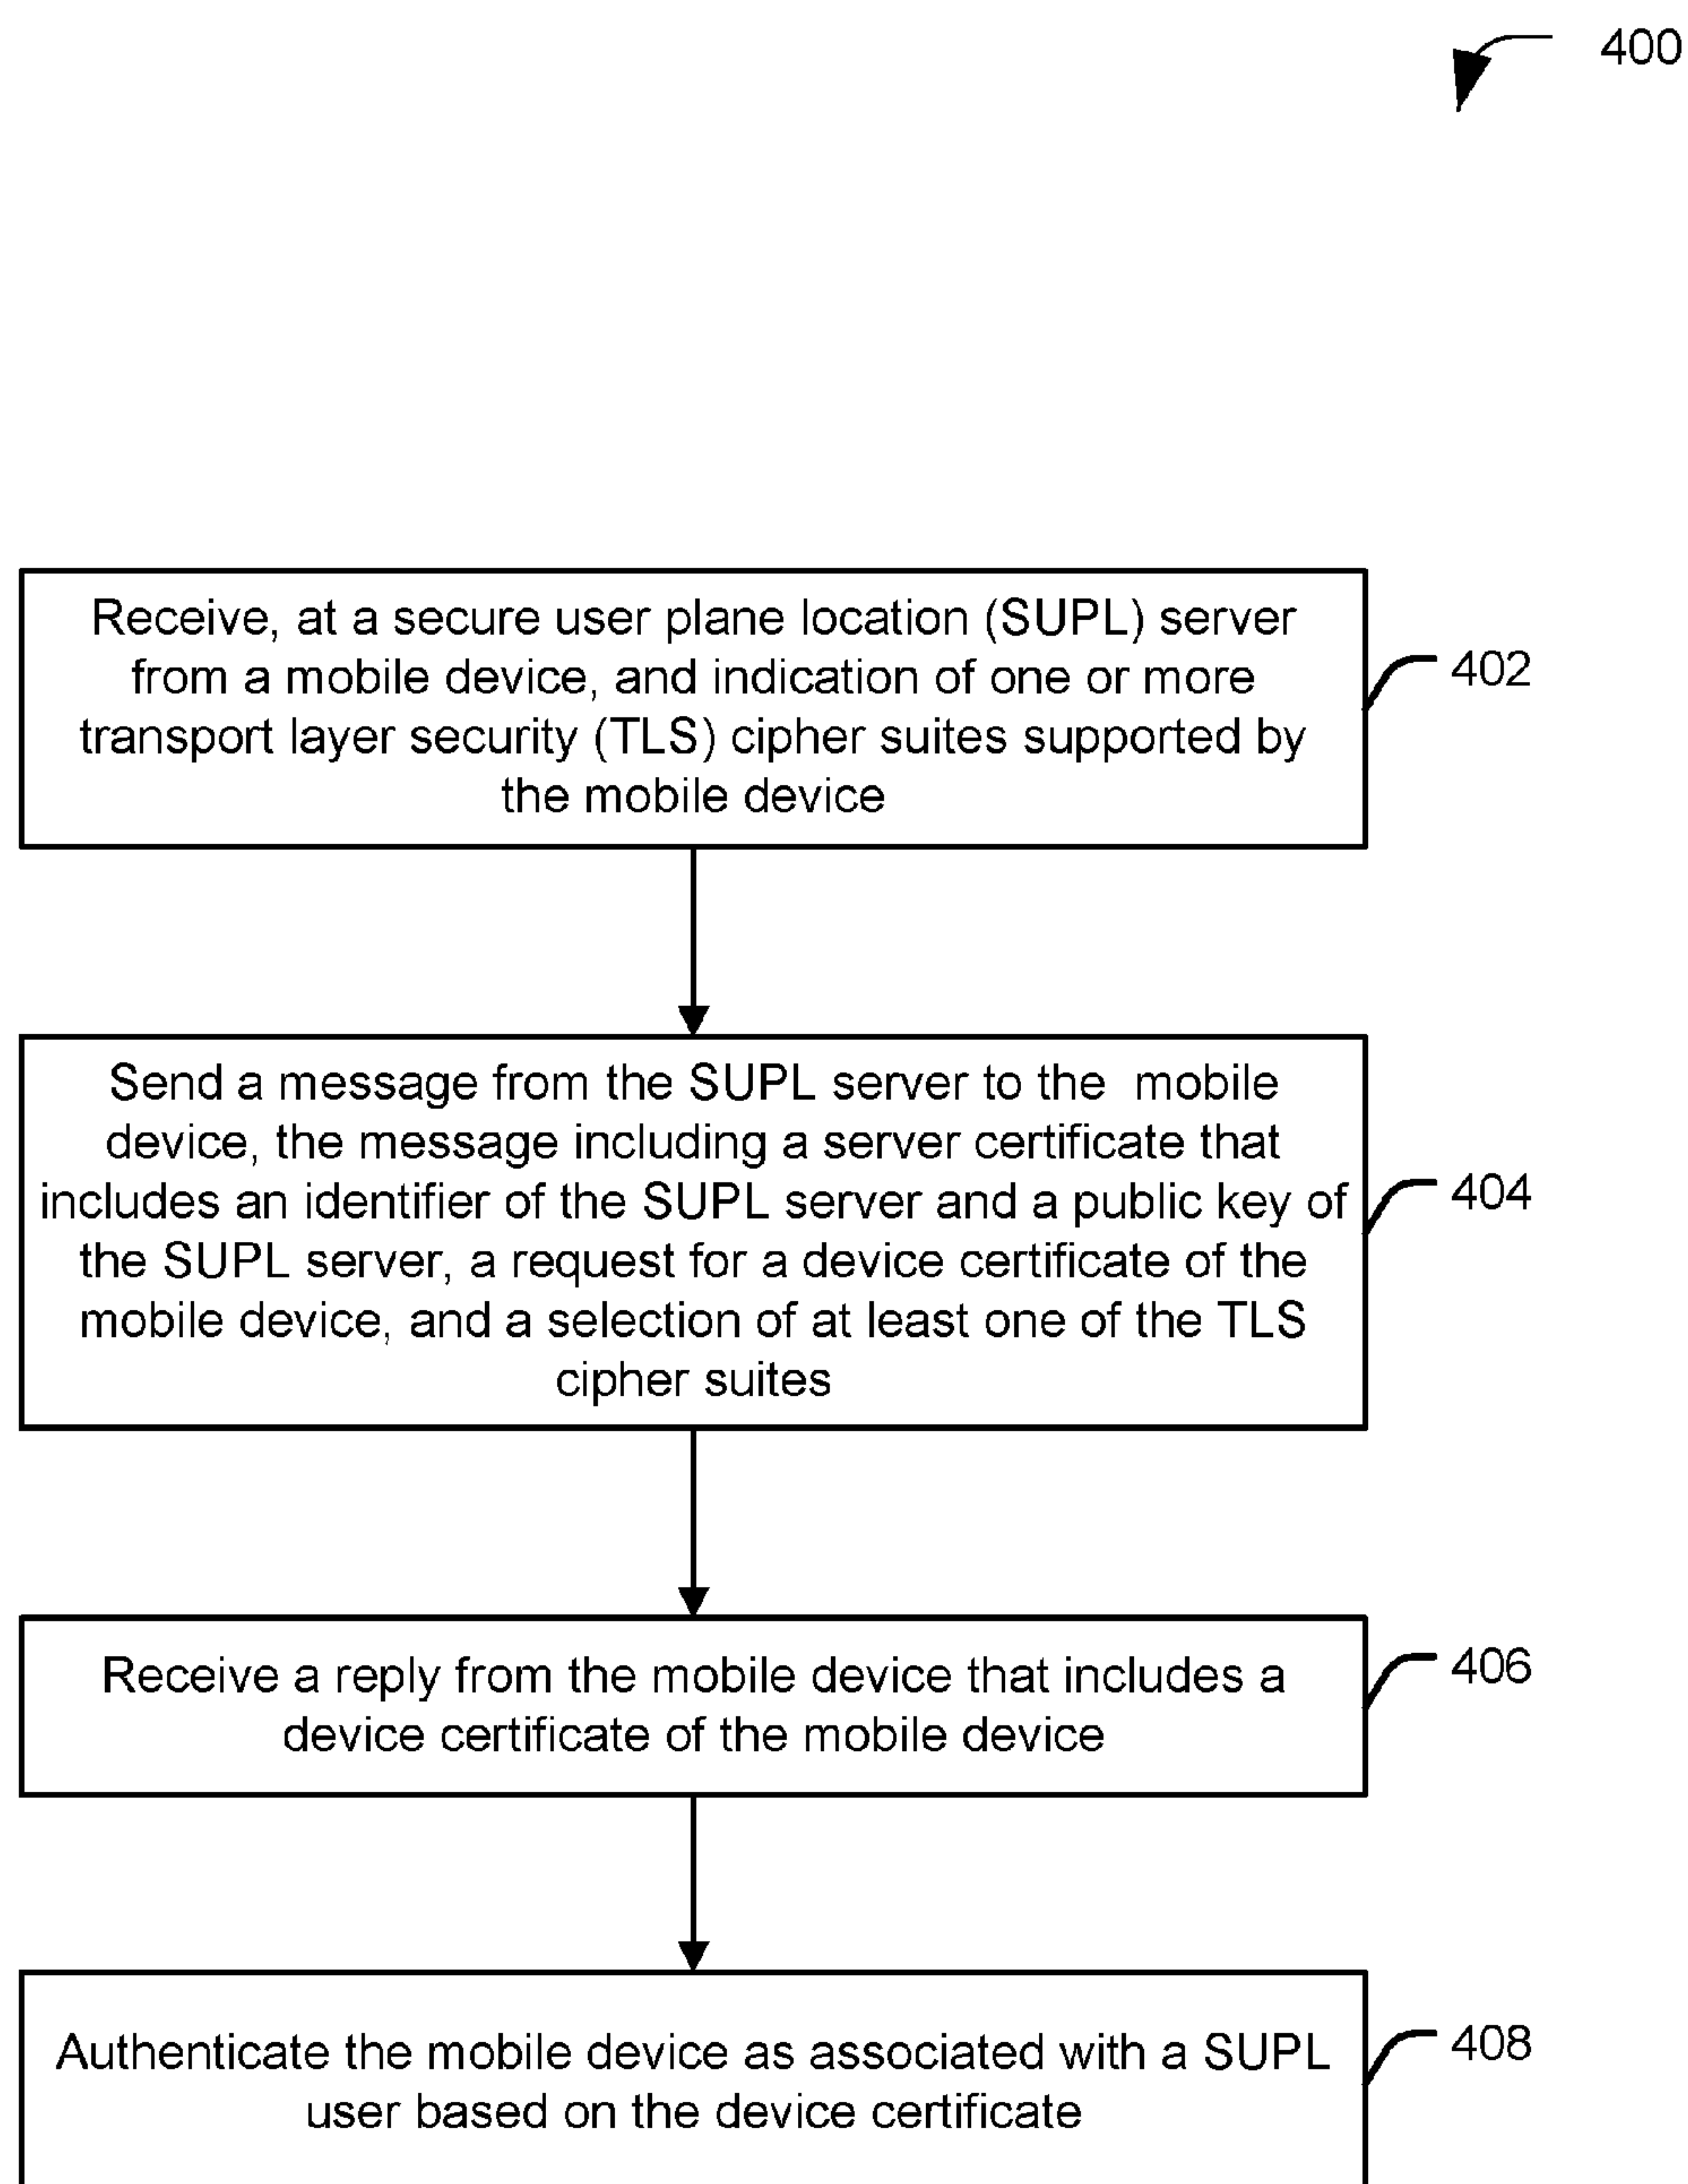 400
Receive, at a secure user plane location (SUPL) server
from a mobile device, and indication of one or more
transport layer security (TLS) cipher suites supported by
the mobile device
402
Send a message from the SUPL server to the mobile
device, the message including a server certificate that
includes an identifier of the SUPL server and a public key of
the SUPL server, a request for a device certificate of the
mobile device, and a selection of at least one of the TLS
cipher suites
404
Receive a reply from the mobile device that includes a
device certificate of the mobile device
406
Authenticate the mobile device as associated with a SUPL
user based on the device certificate
408